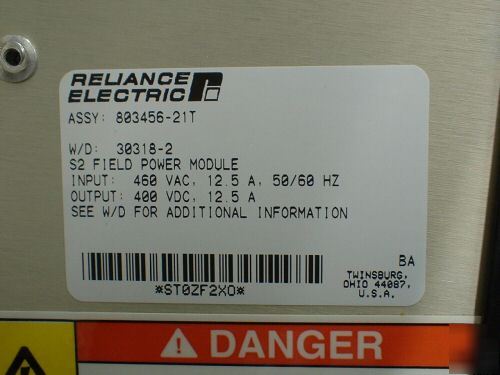 RELIANCE
ELECTRIC
ASSY: 803456-21T
W/D: 30318-2
S2 FIELD POWER MODULE
INPUT: 460 VAC, 12.5 A, 50/60 HZ
OUTPUT: 400 VDC, 12.5 A
SEE W/D FOR ADDITIONAL INFORMATION
*ST0ZF2XO*
BA
TWINSBURG,
OHIO 44087,
U.S.A.
DANGER